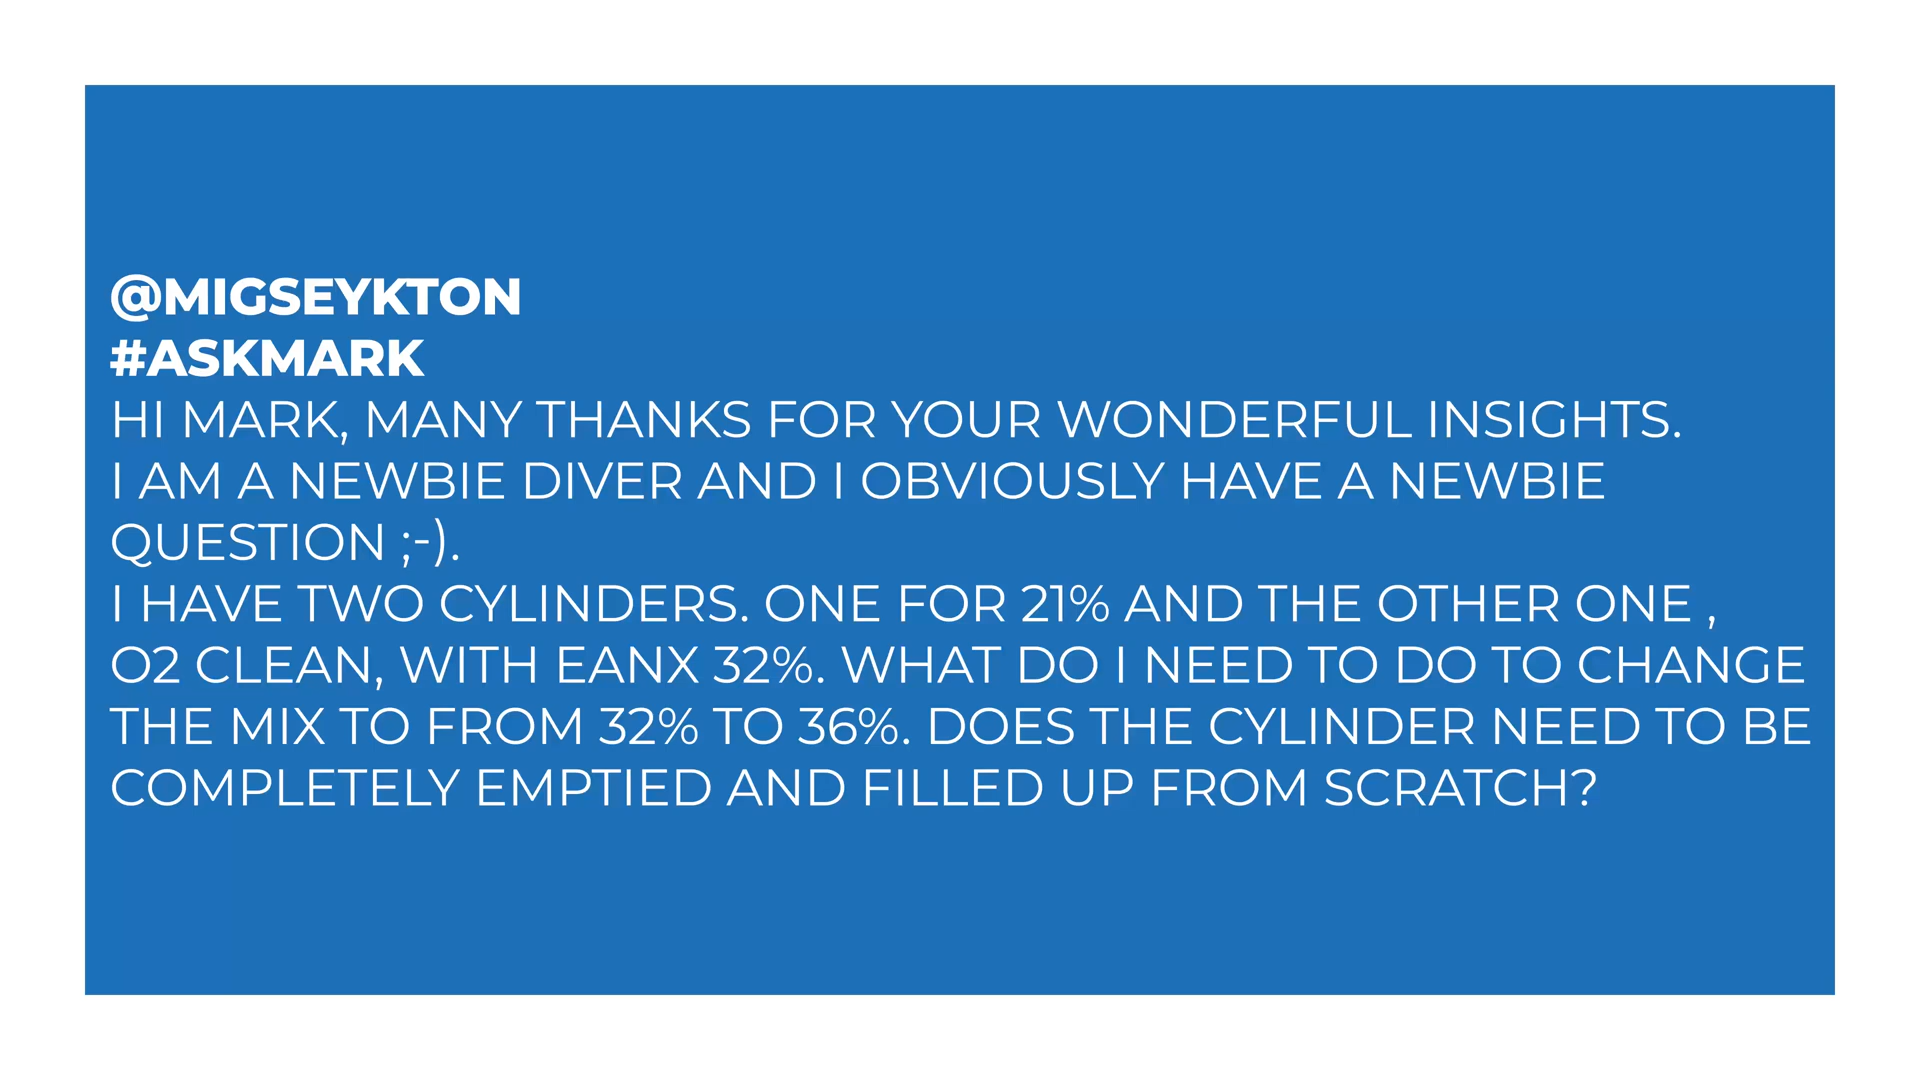 @MIGSEYKTON
#ASKMARK
HI MARK, MANY THANKS FOR YOUR WONDERFUL INSIGHTS.
I AM A NEWBIE DIVER AND I OBVIOUSLY HAVE A NEWBIE
QUESTION ;-).
I HAVE TWO CYLINDERS. ONE FOR 21% AND THE OTHER ONE ,
O2 CLEAN, WITH EANX 32%. WHAT DO I NEED TO DO TO CHANGE
THE MIX TO FROM 32% TO 36%. DOES THE CYLINDER NEED TO BE
COMPLETELY EMPTIED AND FILLED UP FROM SCRATCH?